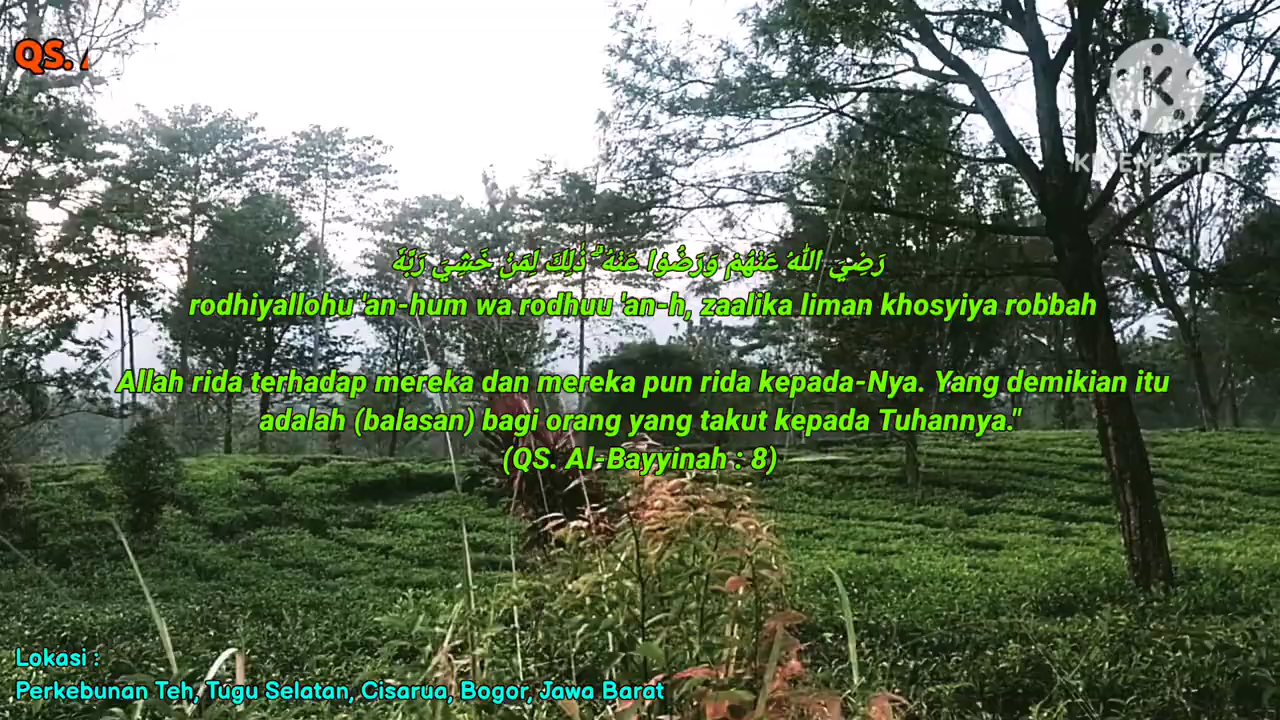 QS.
رَضِيَ اللّٰهُ عَنْهُمْ وَرَضُوْا عَنْهُ ۗ ذٰلِكَ لِمَنْ خَشِيَ رَبَّهٗ
rodhiyallohu 'an-hum wa rodhuu 'an-h, zaalika liman khosyiya robbah
Allah rida terhadap mereka dan mereka pun rida kepada-Nya. Yang demikian itu
adalah (balasan) bagi orang yang takut kepada Tuhannya."
(QS. Al-Bayyinah : 8)
Lokasi :
Perkebunan Teh, Tugu Selatan, Cisarua, Bogor, Jawa Barat
K
KINEMASTER